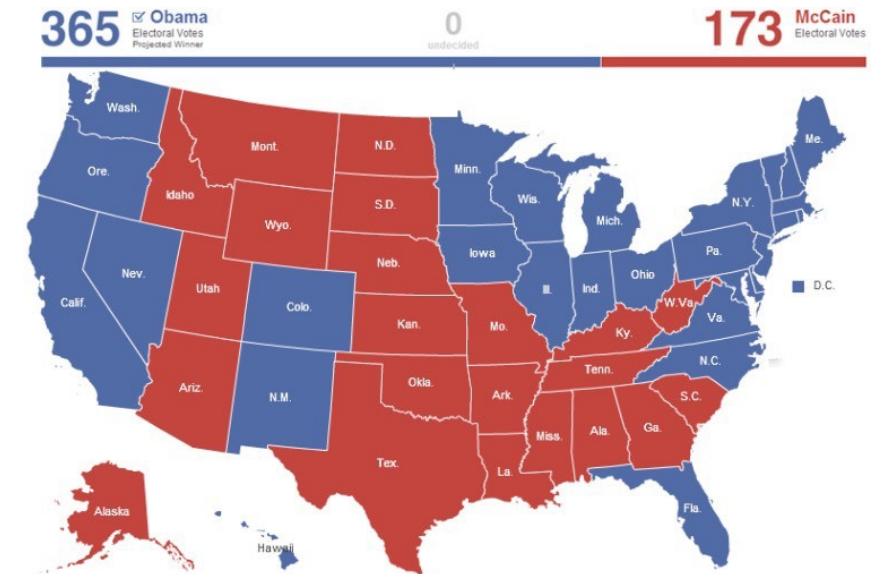 365
Obama
Electoral Votes
Projected Winner
0
undecided
173
McCain
Electoral Votes
Wash.
Ore.
Calif.
Nev.
Idaho
Mont.
Wyo.
Utah
Ariz.
Colo.
N.M.
N.D.
S.D.
Neb.
Kan.
Okla.
Tex.
Minn.
Iowa
Mo.
Ark.
La.
Wis.
Ill.
Mich.
Ind.
Ohio
Ky.
Tenn.
Miss.
Ala.
Ga.
Fla.
S.C.
N.C.
Va.
W.Va.
Pa.
N.Y.
Me.
D.C.
Alaska
Hawaii